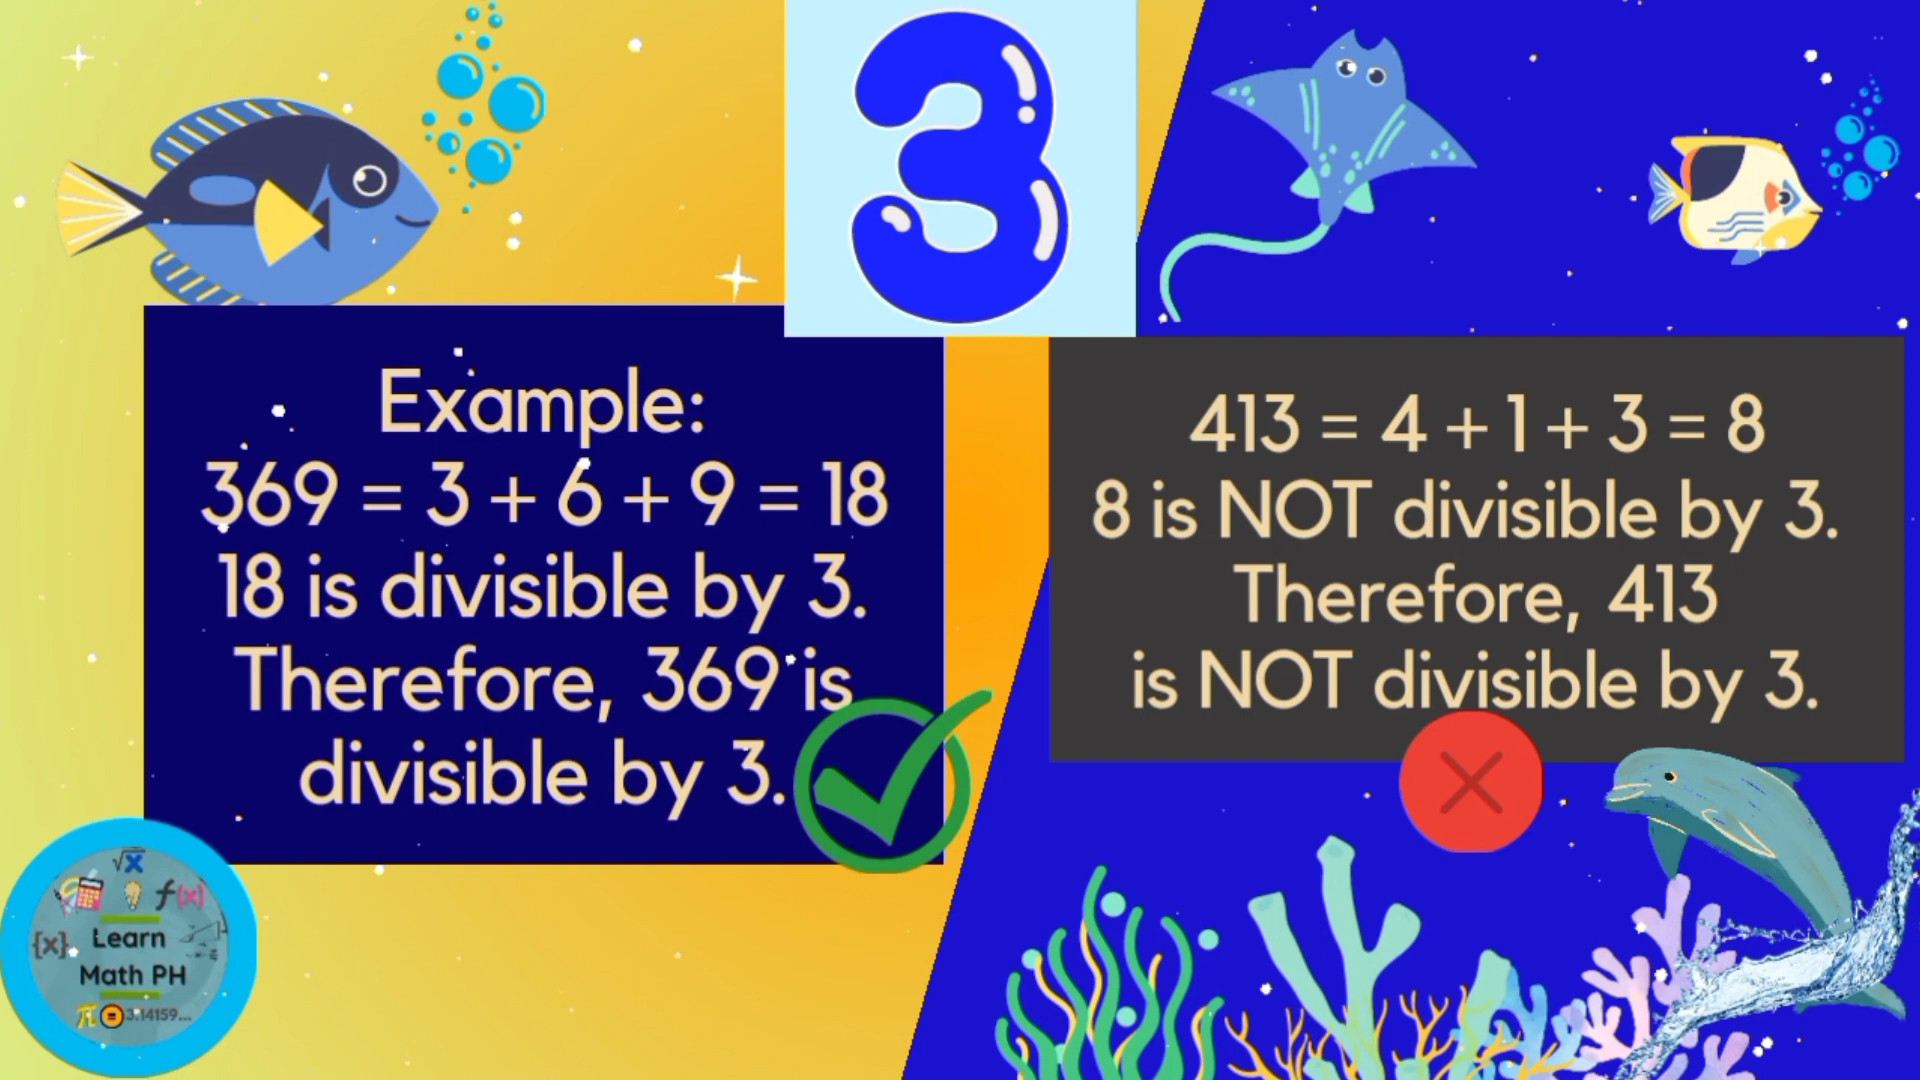 3
Example:
369 = 3 + 6 + 9 = 18
18 is divisible by 3.
Therefore, 369 is
divisible by 3.
413 = 4 + 1 + 3 = 8
8 is NOT divisible by 3.
Therefore, 413
is NOT divisible by 3.
√x
f(x)
{x}
Learn
Math PH
π = 3.14159...